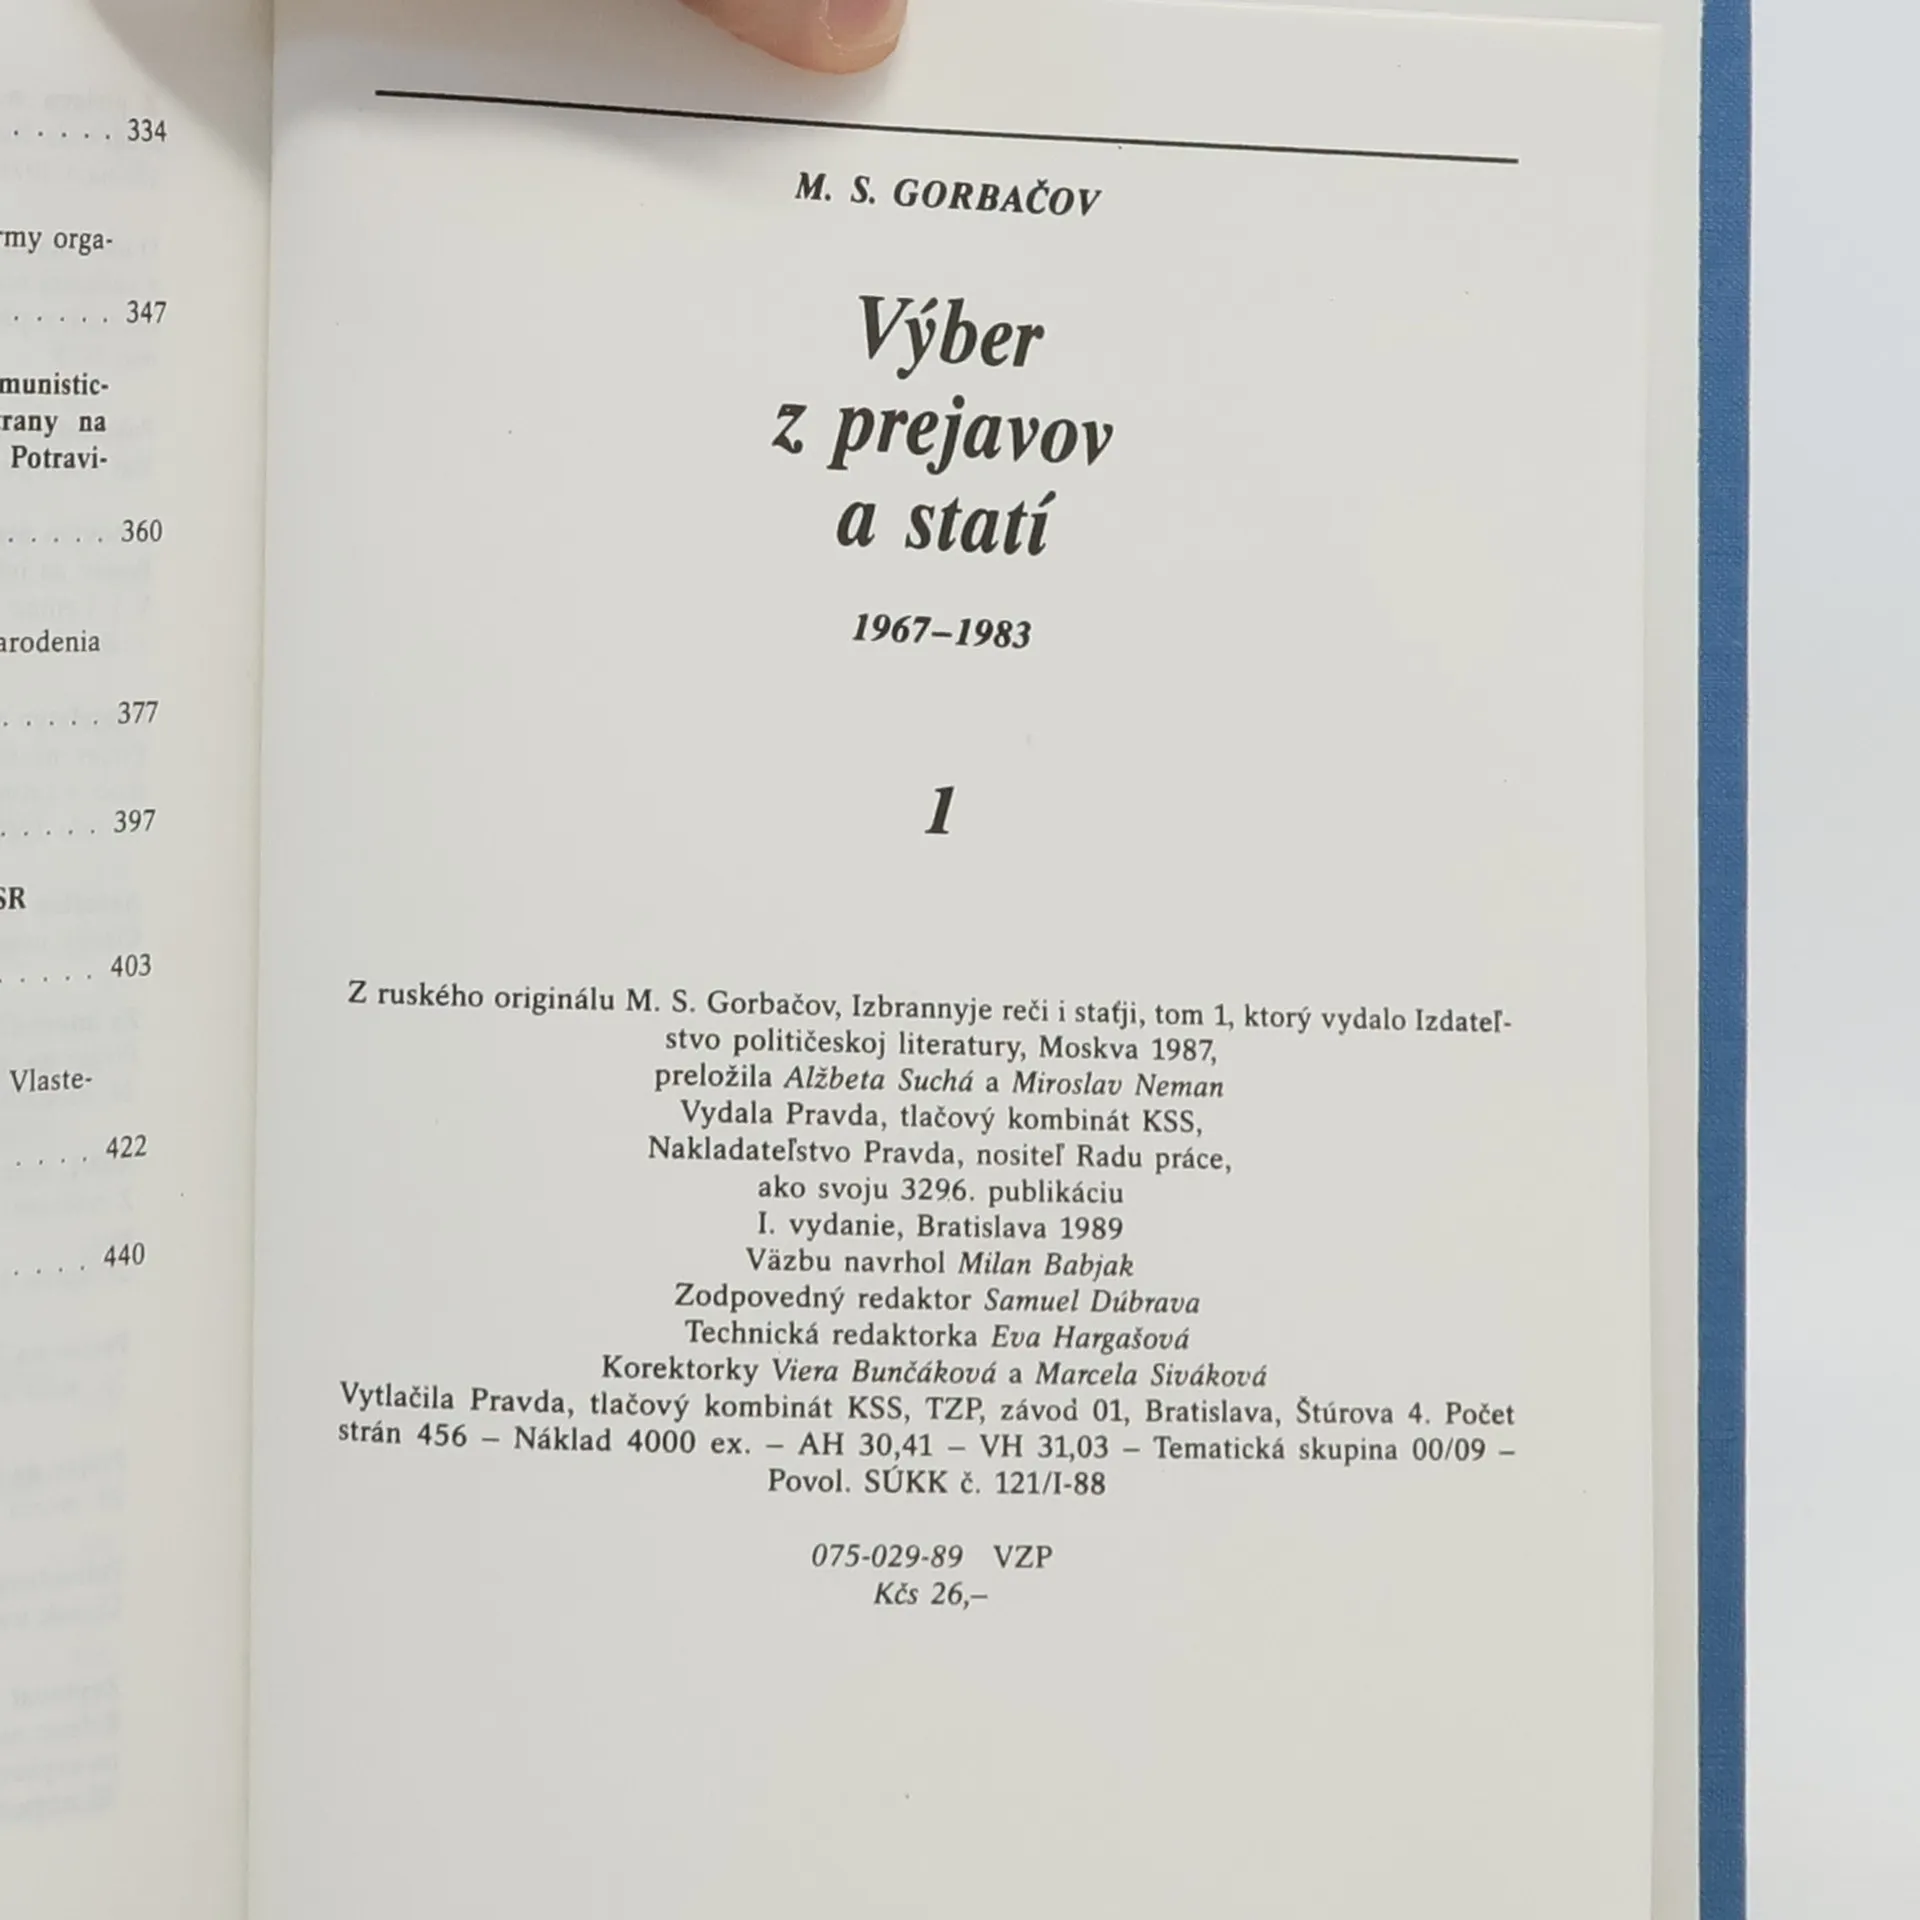 334
rmy orga-
347
munistic-
trany na
Potravi-
360
arodenia
377
397
SR
403
Vlaste-
422
440
M. S. GORBAČOV
Výber
z prejavov
a statí
1967–1983
1
Z ruského originálu M. S. Gorbačov, Izbrannyje reči i staťji, tom 1, ktorý vydalo Izdateľ-
stvo političeskoj literatury, Moskva 1987,
preložila Alžbeta Suchá a Miroslav Neman
Vydala Pravda, tlačový kombinát KSS,
Nakladateľstvo Pravda, nositeľ Radu práce,
ako svoju 3296. publikáciu
I. vydanie, Bratislava 1989
Väzbu navrhol Milan Babjak
Zodpovedný redaktor Samuel Dúbrava
Technická redaktorka Eva Hargašová
Korektorky Viera Bunčáková a Marcela Siváková
Vytlačila Pravda, tlačový kombinát KSS, TZP, závod 01, Bratislava, Štúrova 4. Počet
strán 456 – Náklad 4000 ex. – AH 30,41 – VH 31,03 – Tematická skupina 00/09 –
Povol. SÚKK č. 121/I-88
075-029-89 VZP
Kčs 26,–